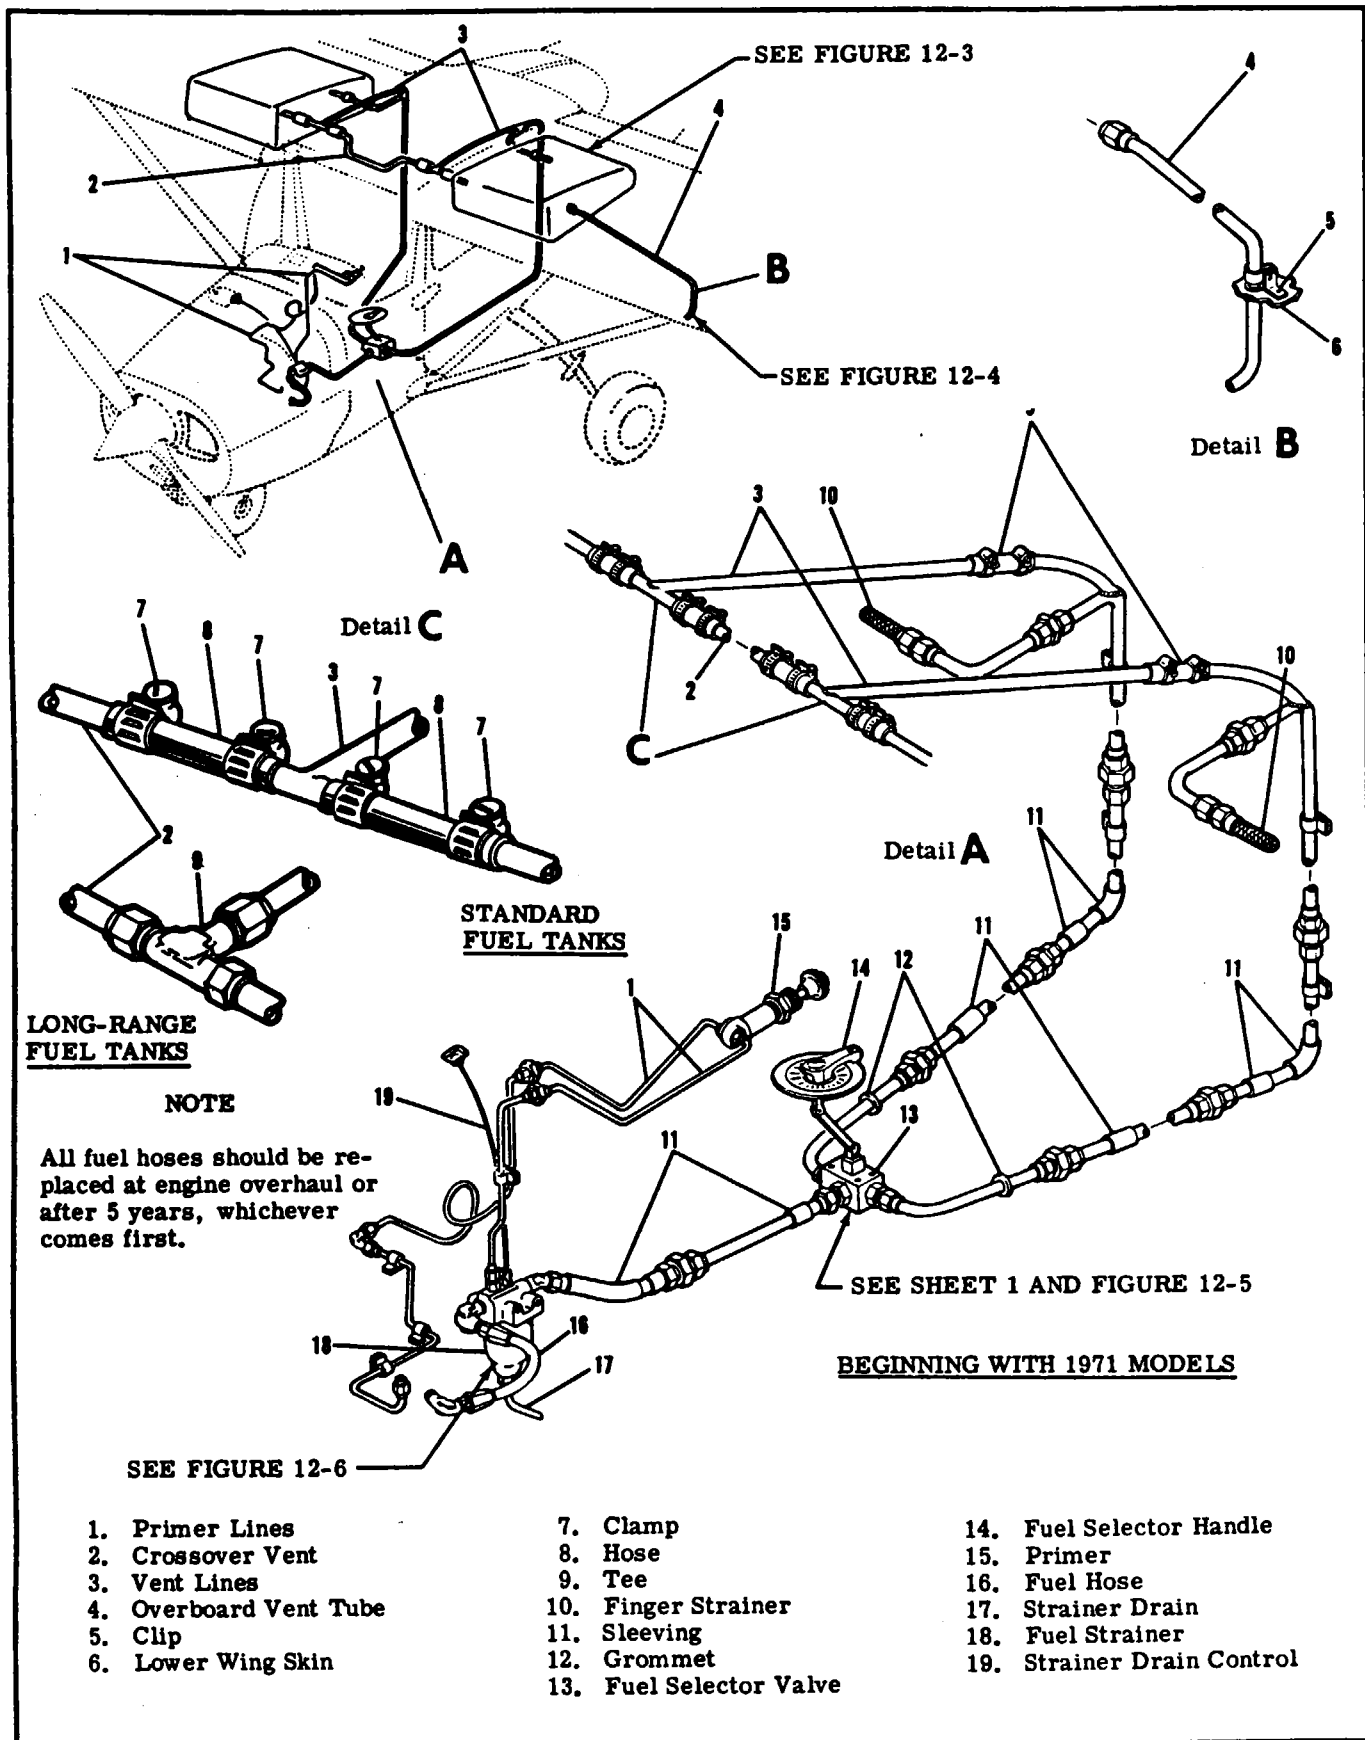 3
SEE FIGURE 12-3
4
2
1
B
SEE FIGURE 12-4
A
4
5
6
Detail B
3
10
2
C
10
Detail A
11
11
11
Detail C
7
8
7
3
7
8
7
2
9
STANDARD
FUEL TANKS
LONG-RANGE
FUEL TANKS
NOTE
All fuel hoses should be re-
placed at engine overhaul or
after 5 years, whichever
comes first.
15
1
14
12
13
19
11
18
16
17
SEE SHEET 1 AND FIGURE 12-5
BEGINNING WITH 1971 MODELS
SEE FIGURE 12-6
1. Primer Lines
2. Crossover Vent
3. Vent Lines
4. Overboard Vent Tube
5. Clip
6. Lower Wing Skin
7. Clamp
8. Hose
9. Tee
10. Finger Strainer
11. Sleeving
12. Grommet
13. Fuel Selector Valve
14. Fuel Selector Handle
15. Primer
16. Fuel Hose
17. Strainer Drain
18. Fuel Strainer
19. Strainer Drain Control